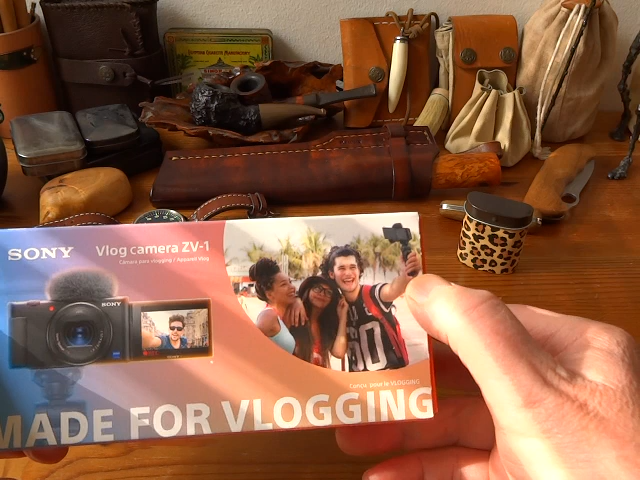 SONY
Vlog camera ZV-1
Cámara para vlogging / Appareil Vlog
SONY
Conçu pour le VLOGGING
MADE FOR VLOGGING